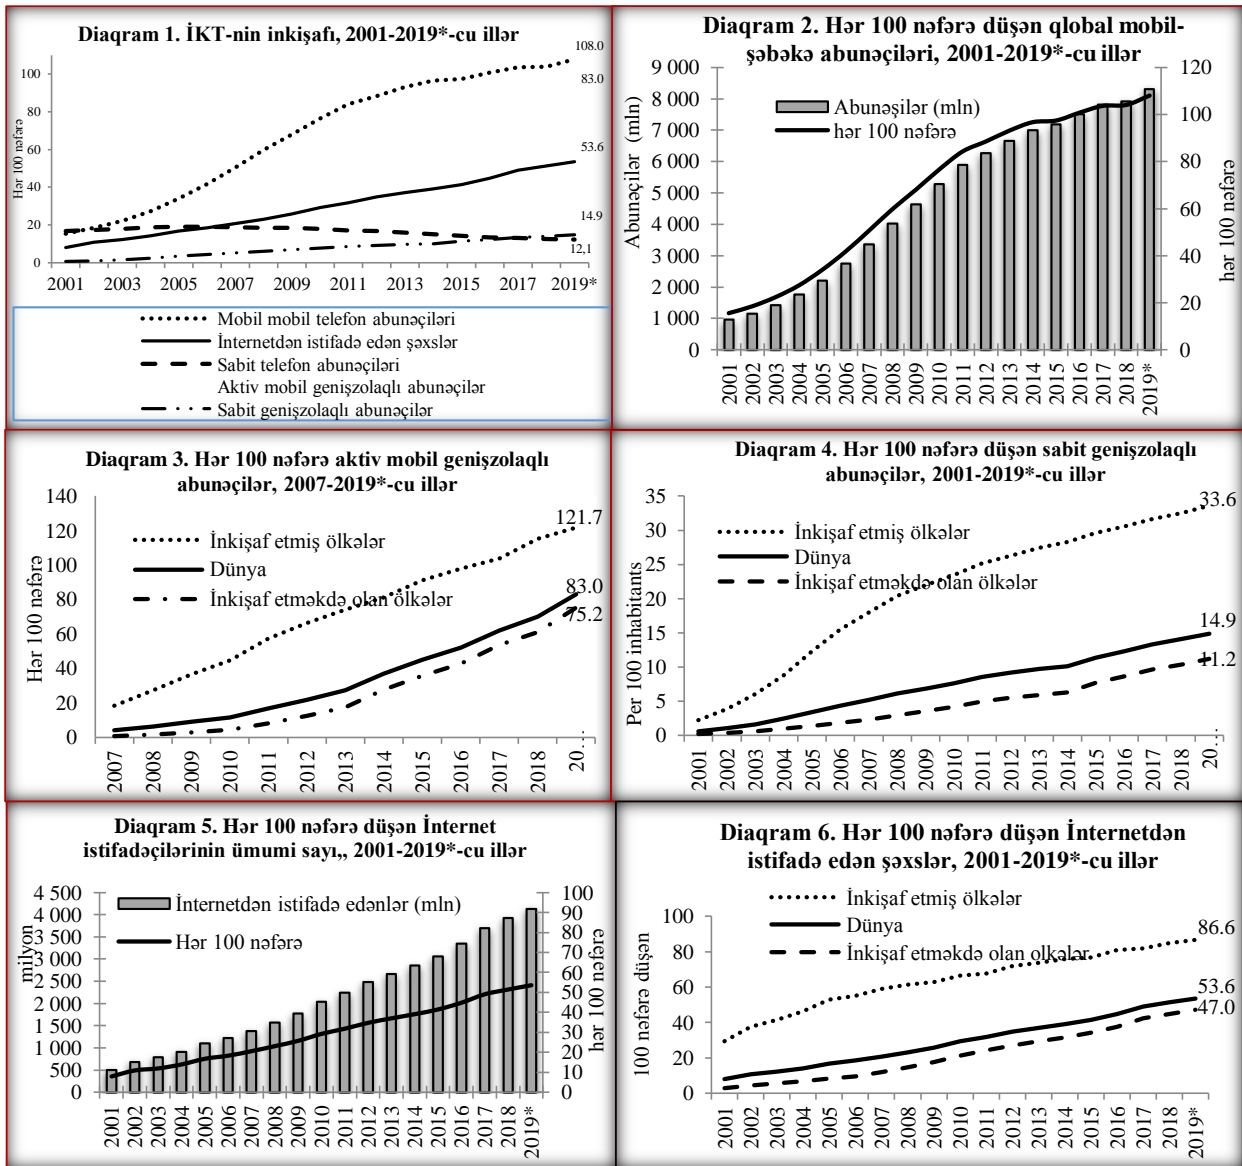 Diaqram 1. İKT-nin inkişafı, 2001-2019*-cu illər
Hər 100 nəfərə
100
80
60
40
20
0
108.0
83.0
53.6
14.9
12,1
2001 2003 2005 2007 2009 2011 2013 2015 2017 2019*
Mobil mobil telefon abunəçiləri
İnternetdən istifadə edən şəxslər
Sabit telefon abunəçiləri
Aktiv mobil genişzolaqlı abunəçilər
Sabit genişzolaqlı abunəçilər
Diaqram 2. Hər 100 nəfərə düşən qlobal mobil-
şəbəkə abunəçiləri, 2001-2019*-cu illər
Abunəçilər (mln)
9 000
8 000
7 000
6 000
5 000
4 000
3 000
2 000
1 000
0
Abunəşilər (mln)
hər 100 nəfərə
120
100
80
60
40
20
0
hər 100 nəfərə
2001 2002 2003 2004 2005 2006 2007 2008 2009 2010 2011 2012 2013 2014 2015 2016 2017 2018 2019*
Diaqram 3. Hər 100 nəfərə aktiv mobil genişzolaqlı
abunəçilər, 2007-2019*-cu illər
Hər 100 nəfərə
140
120
100
80
60
40
20
0
İnkişaf etmiş ölkələr
Dünya
İnkişaf etməkdə olan ölkələr
121.7
83.0
75.2
2007 2008 2009 2010 2011 2012 2013 2014 2015 2016 2017 2018 20…
Diaqram 4. Hər 100 nəfərə düşən sabit genişzolaqlı
abunəçilər, 2001-2019*-cu illər
Per 100 inhabitants
35
30
25
20
15
10
5
0
İnkişaf etmiş ölkələr
Dünya
İnkişaf etməkdə olan ölkələr
33.6
14.9
11.2
2001 2002 2003 2004 2005 2006 2007 2008 2009 2010 2011 2012 2013 2014 2015 2016 2017 2018 20…
Diaqram 5. Hər 100 nəfərə düşən İnternet
istifadəçilərinin ümumi sayı,, 2001-2019*-cu illər
milyon
4 500
4 000
3 500
3 000
2 500
2 000
1 500
1 000
500
0
İnternetdən istifadə edənlər (mln)
Hər 100 nəfərə
100
90
80
70
60
50
40
30
20
10
0
hər 100 nəfərə
2001 2002 2003 2004 2005 2006 2007 2008 2009 2010 2011 2012 2013 2014 2015 2016 2017 2018 2019*
Diaqram 6. Hər 100 nəfərə düşən İnternetdən
istifadə edən şəxslər, 2001-2019*-cu illər
100 nəfərə düşən
100
80
60
40
20
0
İnkişaf etmiş ölkələr
Dünya
İnkişaf etməkdə olan olkələr
86.6
53.6
47.0
2001 2002 2003 2004 2005 2006 2007 2008 2009 2010 2011 2012 2013 2014 2015 2016 2017 2018 2019*